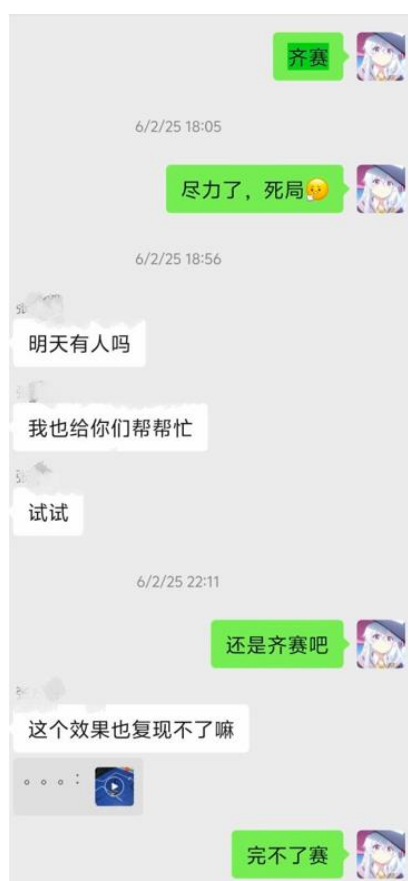 齐赛
6/2/25 18:05
尽力了，死局
6/2/25 18:56
张
明天有人吗
我也给你们帮帮忙
张
试试
6/2/25 22:11
还是齐赛吧
这个效果也复现不了嘛
。。。：
完不了赛